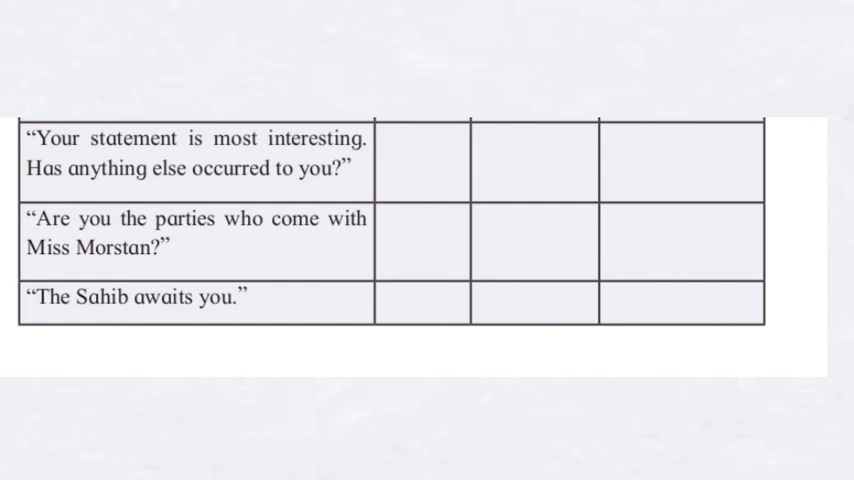 “Your statement is most interesting.
Has anything else occurred to you?”
“Are you the parties who come with
Miss Morstan?”
“The Sahib awaits you.”